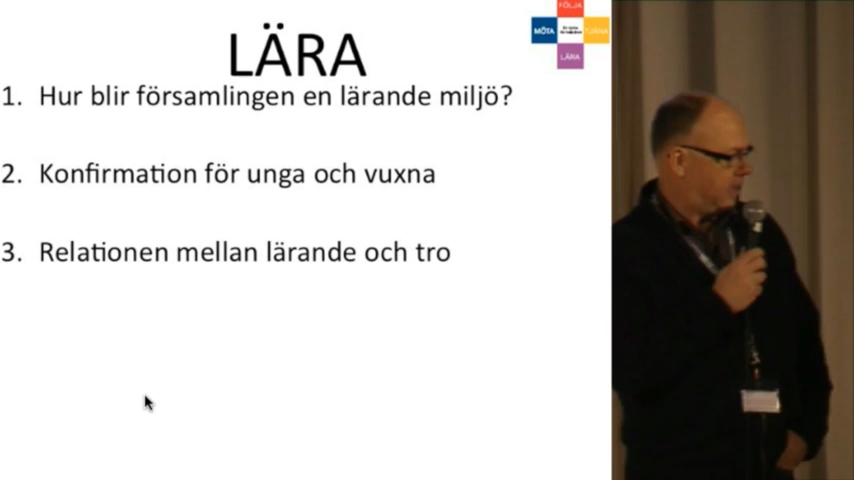 LÄRA
1. Hur blir församlingen en lärande miljö?
2. Konfirmation för unga och vuxna
3. Relationen mellan lärande och tro
FÖLJA
MÖTA
TJÄNA
LÄRA